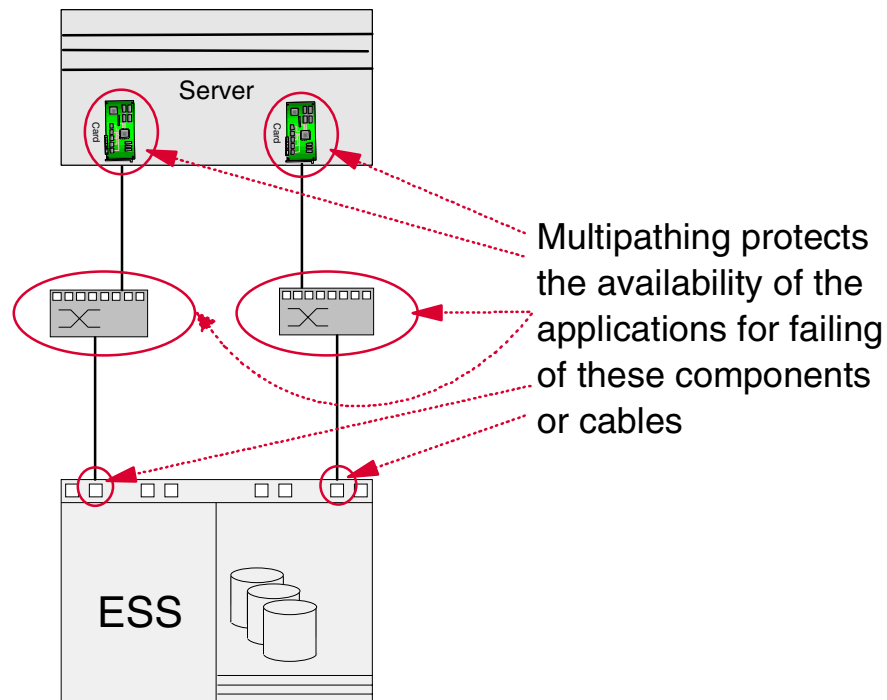 Server
Card
Card
Multipathing protects
the availability of the
applications for failing
of these components
or cables
ESS